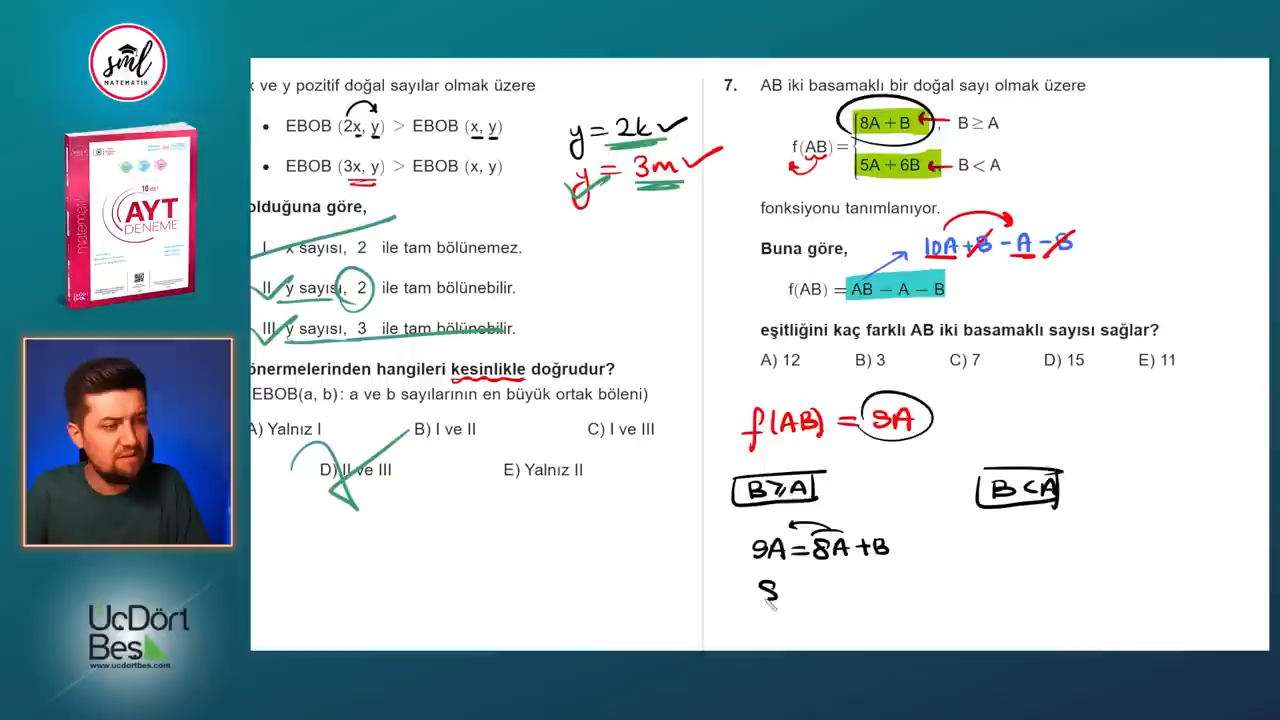 sml
MATEMATİK
10 ADET
AYT
DENEME
matematik
UcDört
Bes
www.ucdortbes.com
x ve y pozitif doğal sayılar olmak üzere
• EBOB (2x, y) > EBOB (x, y)
• EBOB (3x, y) > EBOB (x, y)
y = 2k
y = 3m
olduğuna göre,
I x sayısı, 2 ile tam bölünemez.
II y sayısı, 2 ile tam bölünebilir.
III y sayısı, 3 ile tam bölünebilir.
önermelerinden hangileri kesinlikle doğrudur?
EBOB(a, b): a ve b sayılarının en büyük ortak böleni)
A) Yalnız I B) I ve II C) I ve III
D) II ve III E) Yalnız II
7. AB iki basamaklı bir doğal sayı olmak üzere
8A + B, B ≥ A
f(AB) =
5A + 6B B < A
fonksiyonu tanımlanıyor.
10A + B - A - B
Buna göre,
f(AB) = AB – A – B
eşitliğini kaç farklı AB iki basamaklı sayısı sağlar?
A) 12 B) 3 C) 7 D) 15 E) 11
f(AB) = 9A
B ≥ A B < A
9A = 8A + B